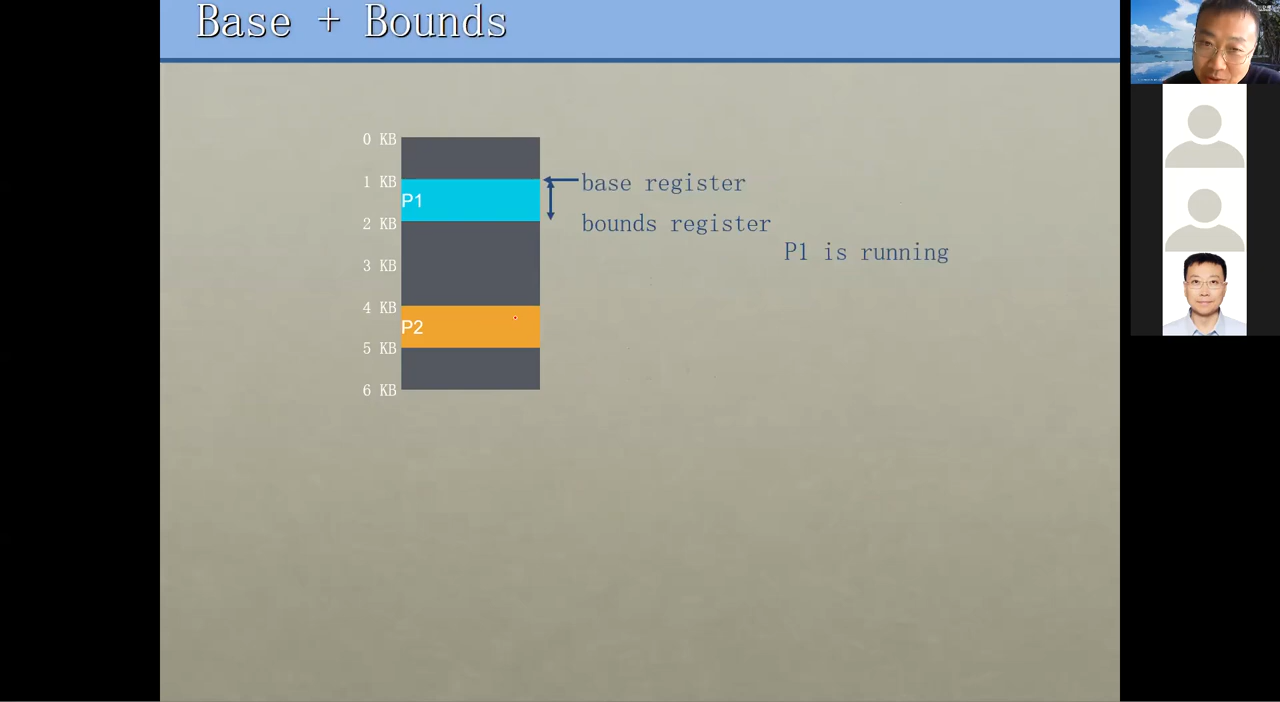 Base + Bounds
0 KB
1 KB
P1
base register
2 KB
bounds register
P1 is running
3 KB
4 KB
P2
5 KB
6 KB